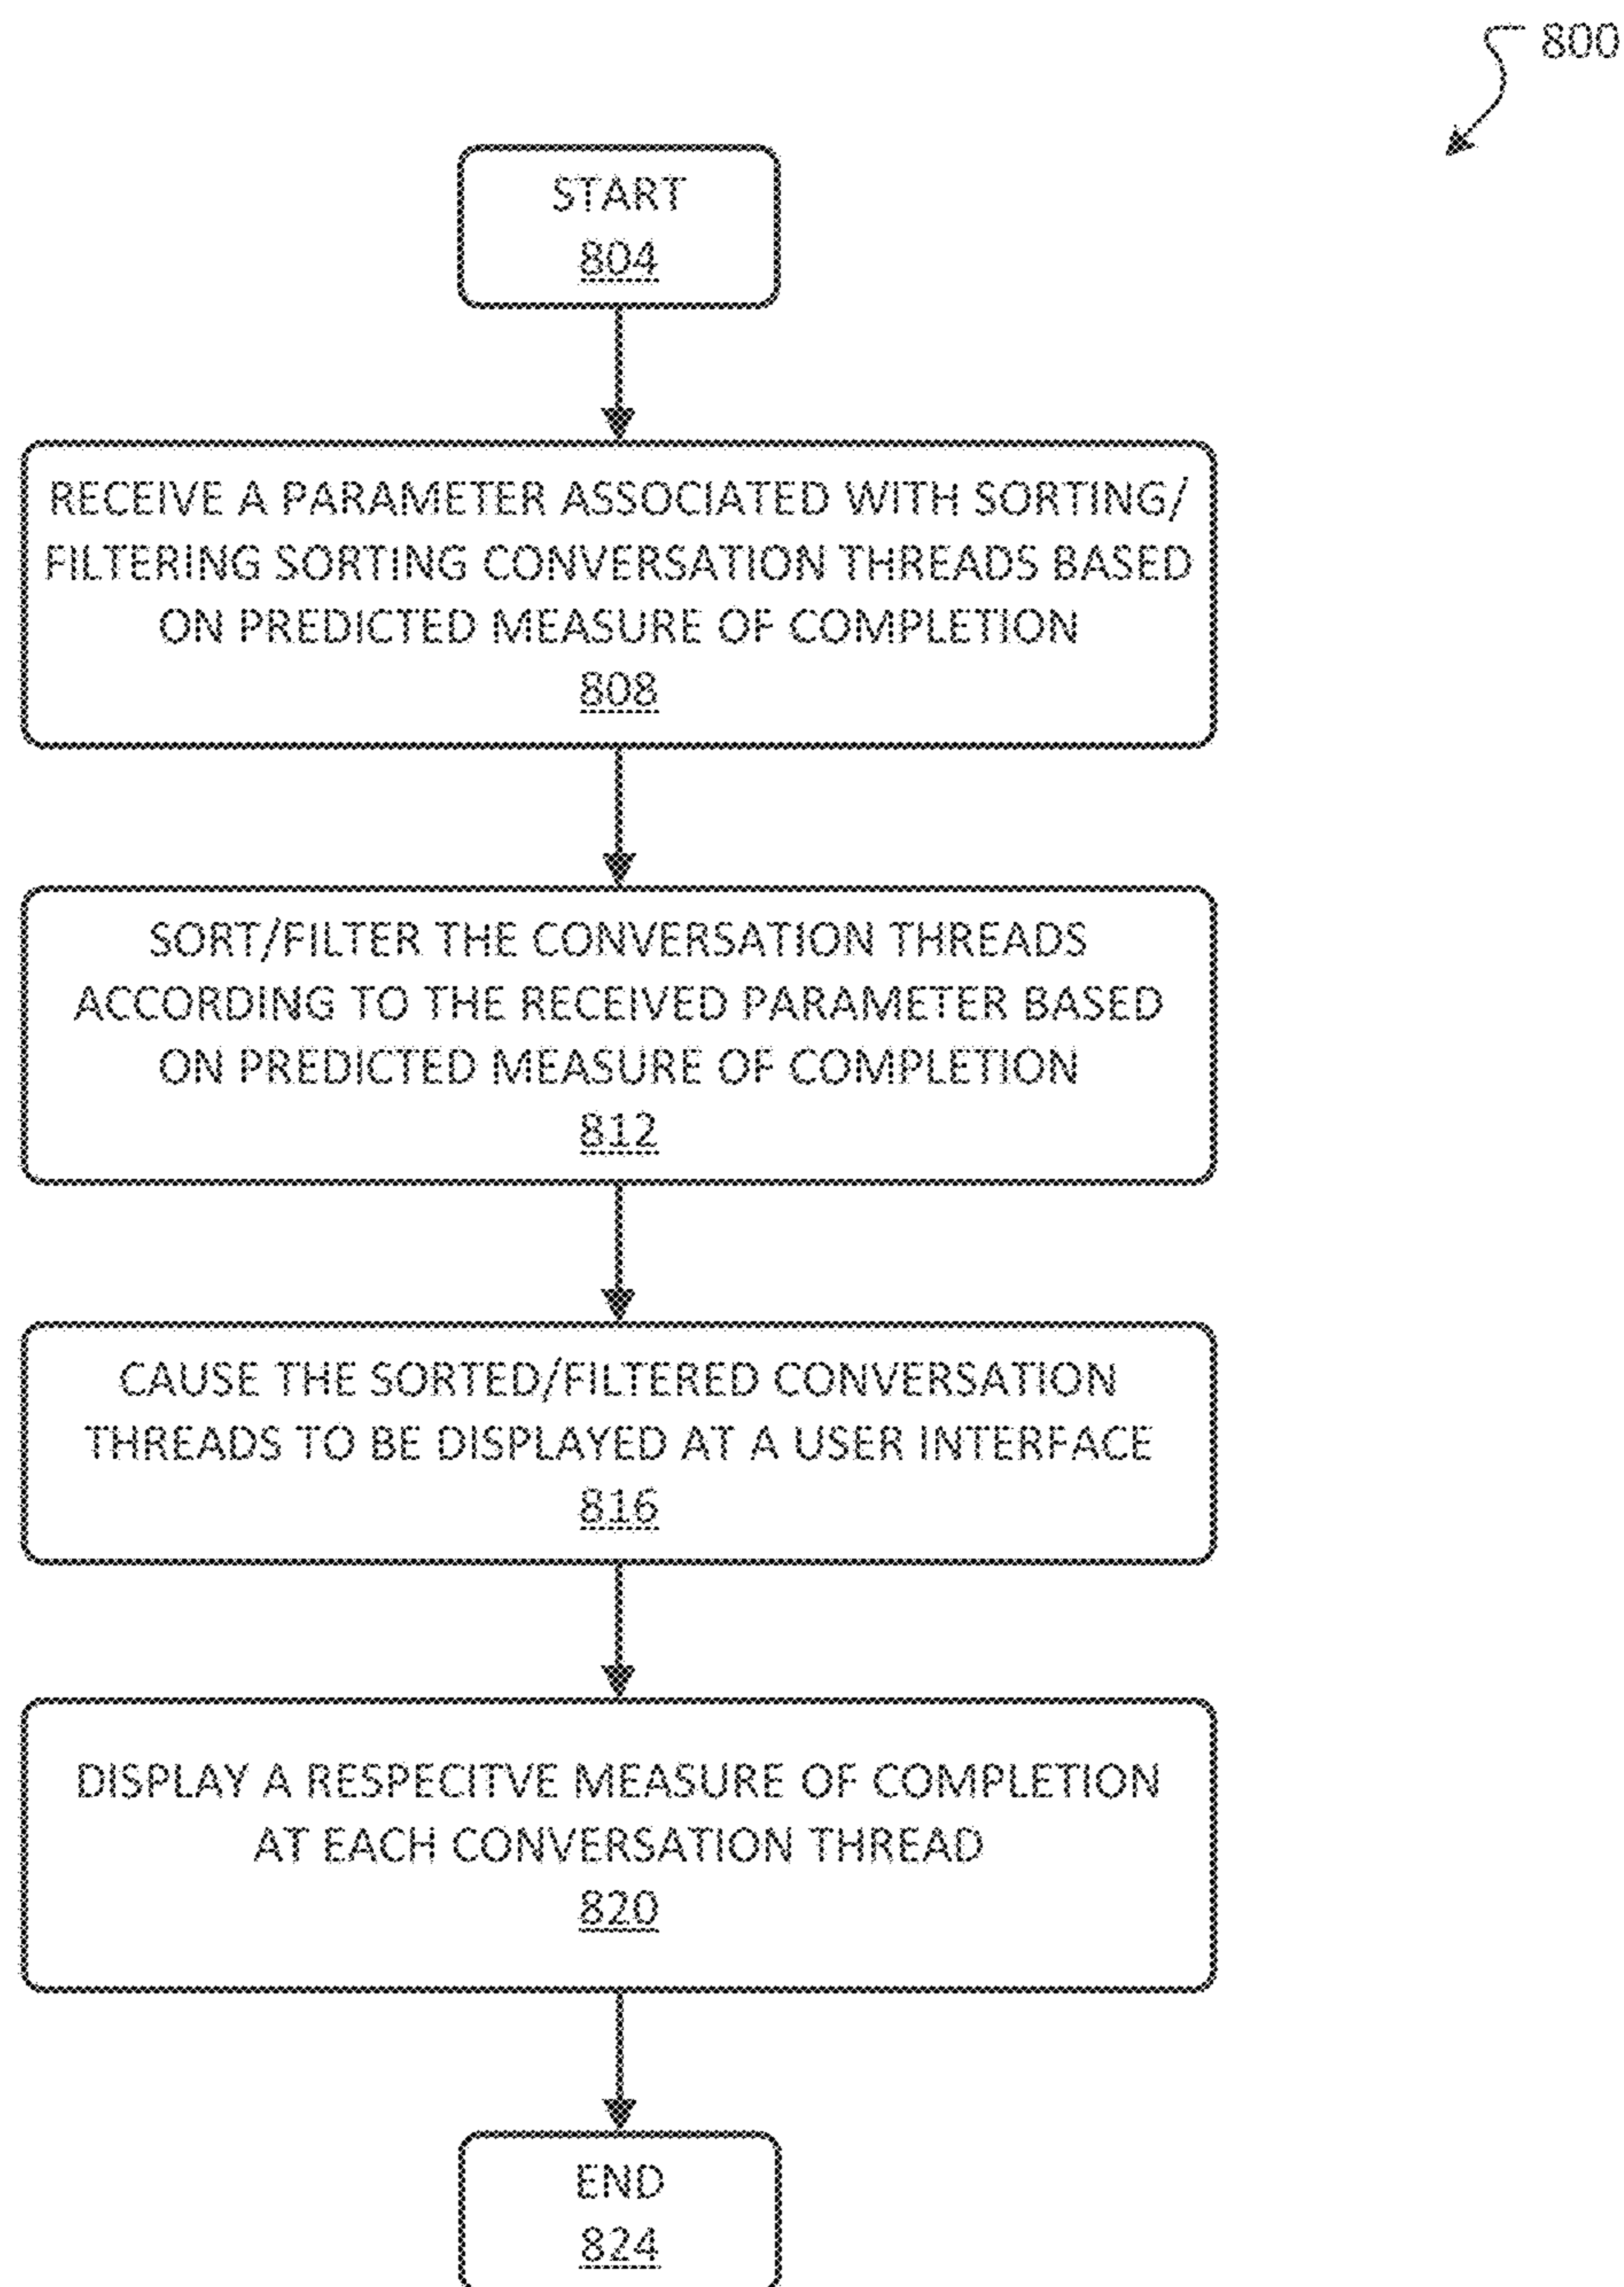 800
START
804
RECEIVE A PARAMETER ASSOCIATED WITH SORTING/
FILTERING SORTING CONVERSATION THREADS BASED
ON PREDICTED MEASURE OF COMPLETION
808
SORT/FILTER THE CONVERSATION THREADS
ACCORDING TO THE RECEIVED PARAMETER BASED
ON PREDICTED MEASURE OF COMPLETION
812
CAUSE THE SORTED/FILTERED CONVERSATION
THREADS TO BE DISPLAYED AT A USER INTERFACE
816
DISPLAY A RESPECITVE MEASURE OF COMPLETION
AT EACH CONVERSATION THREAD
820
END
824